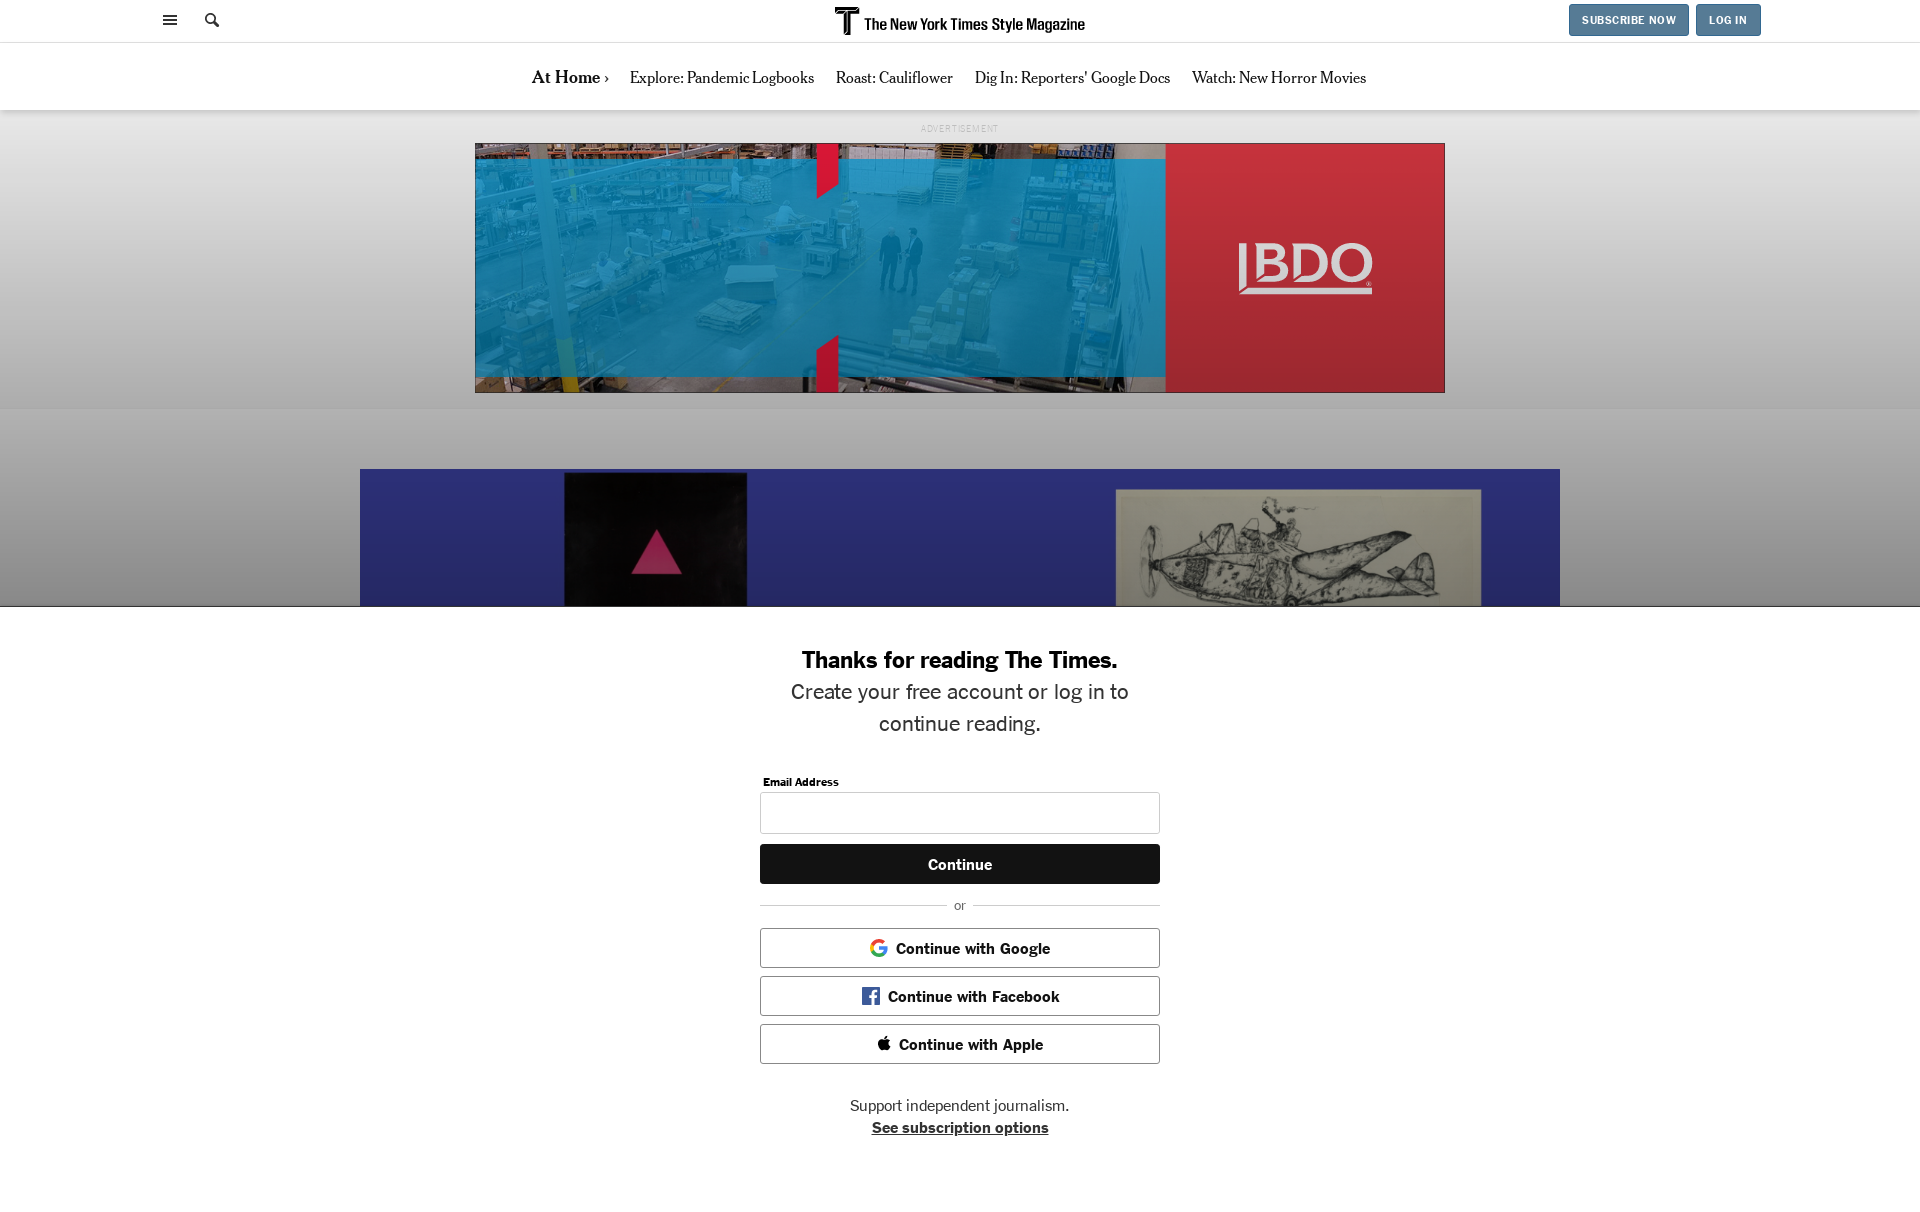 The New York Times Style Magazine
SUBSCRIBE NOW
LOG IN
At Home ›
Explore: Pandemic Logbooks
Roast: Cauliflower
Dig In: Reporters' Google Docs
Watch: New Horror Movies
ADVERTISEMENT
BDO
Thanks for reading The Times.
Create your free account or log in to
continue reading.
Email Address
Continue
or
Continue with Google
Continue with Facebook
Continue with Apple
Support independent journalism.
See subscription options